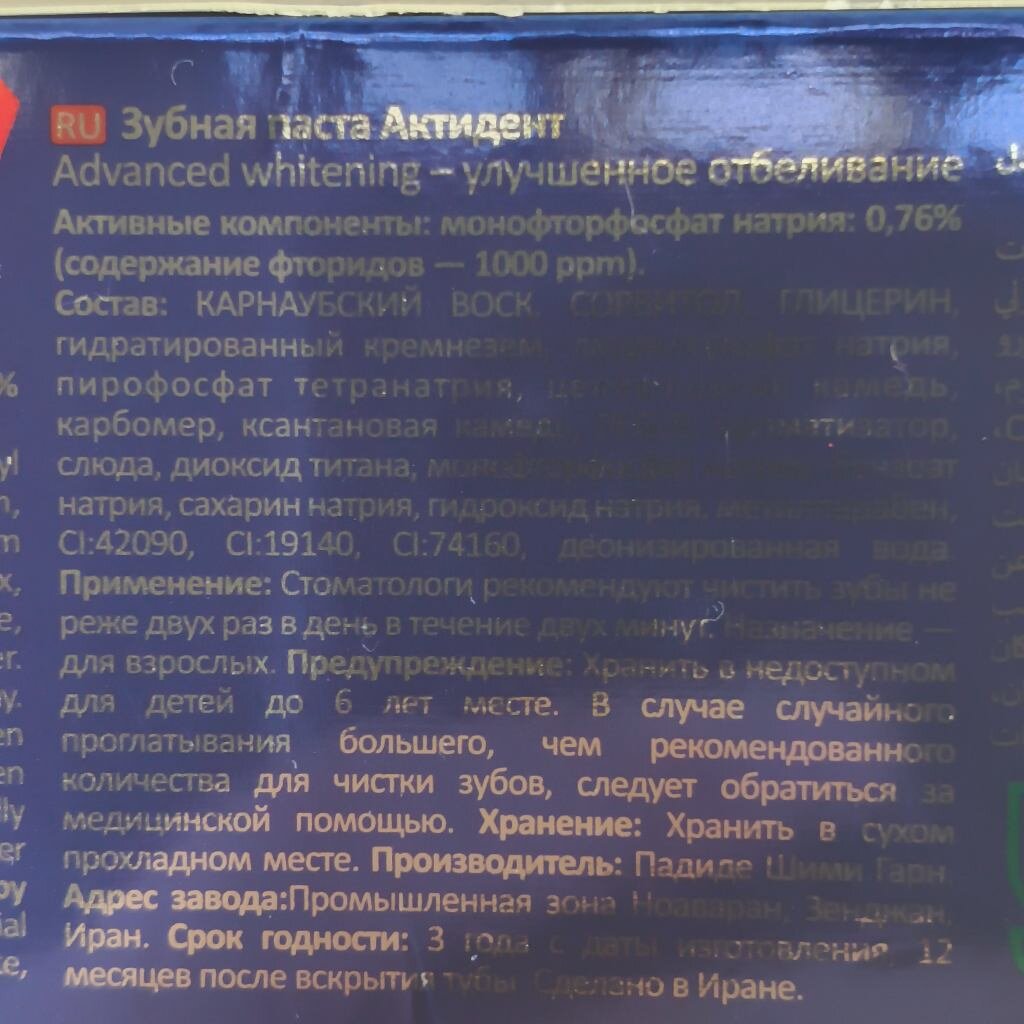 RU Зубная паста Актидент
Advanced whitening – улучшенное отбеливание
Активные компоненты: монофторфосфат натрия: 0,76%
(содержание фторидов — 1000 ppm).
Состав: КАРНАУБСКИЙ ВОСК, СОРБИТОЛ, ГЛИЦЕРИН,
гидратированный кремнезем, натрия,
пирофосфат тетранатрия, камедь,
карбомер, ксантановая камедь, ароматизатор,
слюда, диоксид титана,
натрия, сахарин натрия, гидроксид натрия, метилпарабен,
CI:42090, CI:19140, CI:74160, деионизированная вода.
Применение: Стоматологи рекомендуют чистить зубы не
реже двух раз в день в течение двух минут. Назначение —
для взрослых. Предупреждение: Хранить в недоступном
для детей до 6 лет месте. В случае случайного
проглатывания большего, чем рекомендованного
количества для чистки зубов, следует обратиться за
медицинской помощью. Хранение: Хранить в сухом
прохладном месте. Производитель: Падиде Шими Гарн
Адрес завода:Промышленная зона Ноаваран, Зенджан,
Иран. Срок годности: 3 года с даты изготовления, 12
месяцев после вскрытия тубы Сделано в Иране.